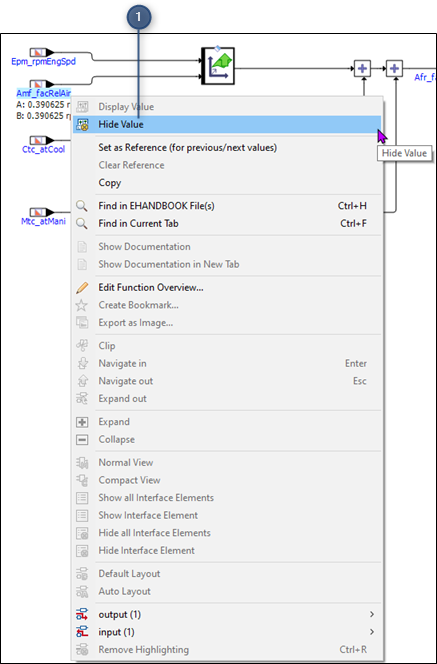 1
Epm_rpmEngSpd
Afr_fa
Amf_facRelAir
A: 0.390625 r
B: 0.390625 rp
Ctc_atCool
Mtc_atMani
Display Value
Hide Value
Hide Value
Set as Reference (for previous/next values)
Clear Reference
Copy
Find in EHANDBOOK File(s) Ctrl+H
Find in Current Tab Ctrl+F
Show Documentation
Show Documentation in New Tab
Edit Function Overview...
Create Bookmark...
Export as Image...
Clip
Navigate in Enter
Navigate out Esc
Expand out
Expand
Collapse
Normal View
Compact View
Show all Interface Elements
Show Interface Element
Hide all Interface Elements
Hide Interface Element
Default Layout
Auto Layout
output (1)
input (1)
Remove Highlighting Ctrl+R